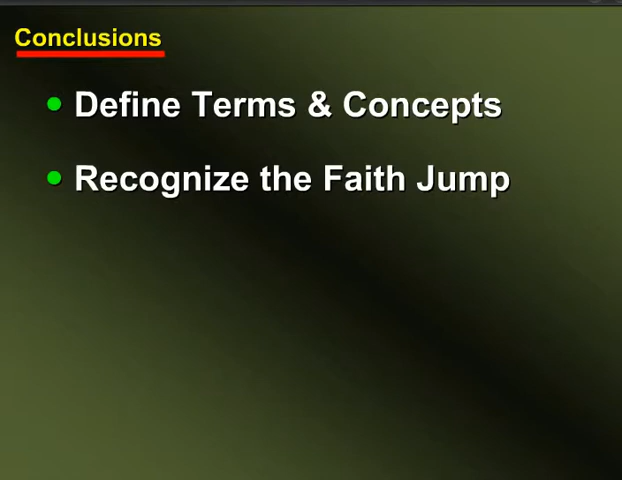 Conclusions
Define Terms & Concepts
Recognize the Faith Jump